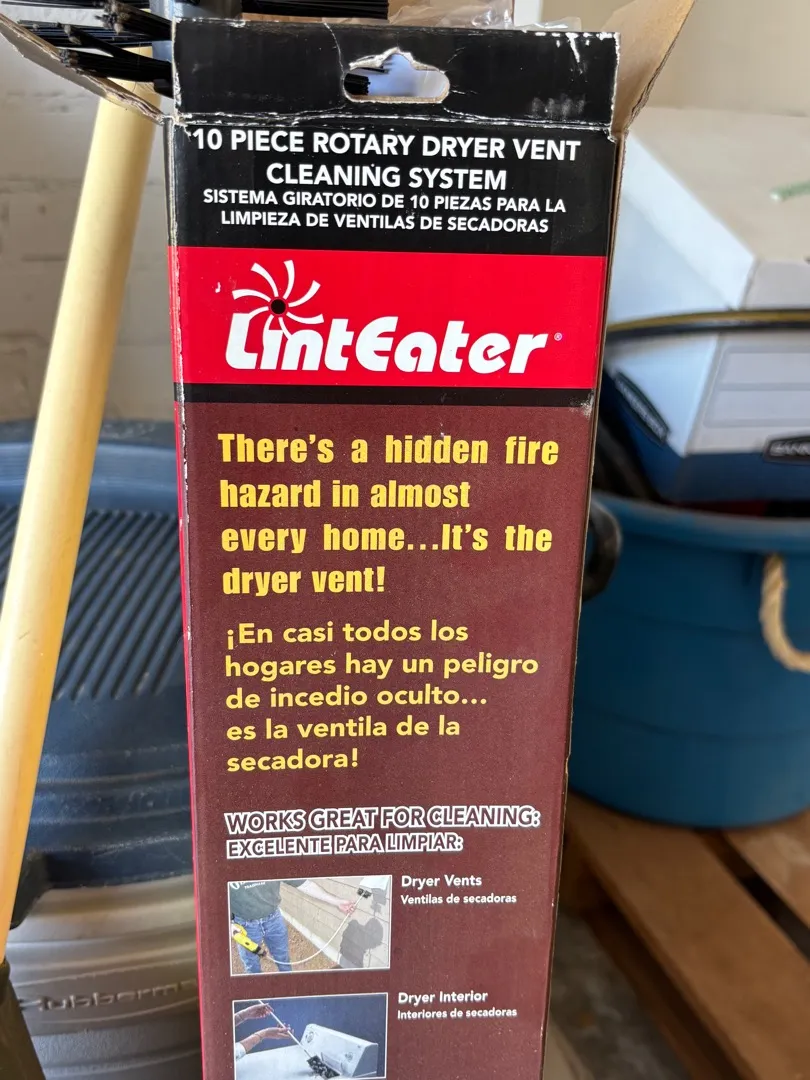 10 PIECE ROTARY DRYER VENT
CLEANING SYSTEM
SISTEMA GIRATORIO DE 10 PIEZAS PARA LA
LIMPIEZA DE VENTILAS DE SECADORAS
LintEater®
There's a hidden fire
hazard in almost
every home...It's the
dryer vent!
¡En casi todos los
hogares hay un peligro
de incedio oculto...
es la ventila de la
secadora!
WORKS GREAT FOR CLEANING:
EXCELENTE PARA LIMPIAR:
Dryer Vents
Ventilas de secadoras
Dryer Interior
Interiores de secadoras